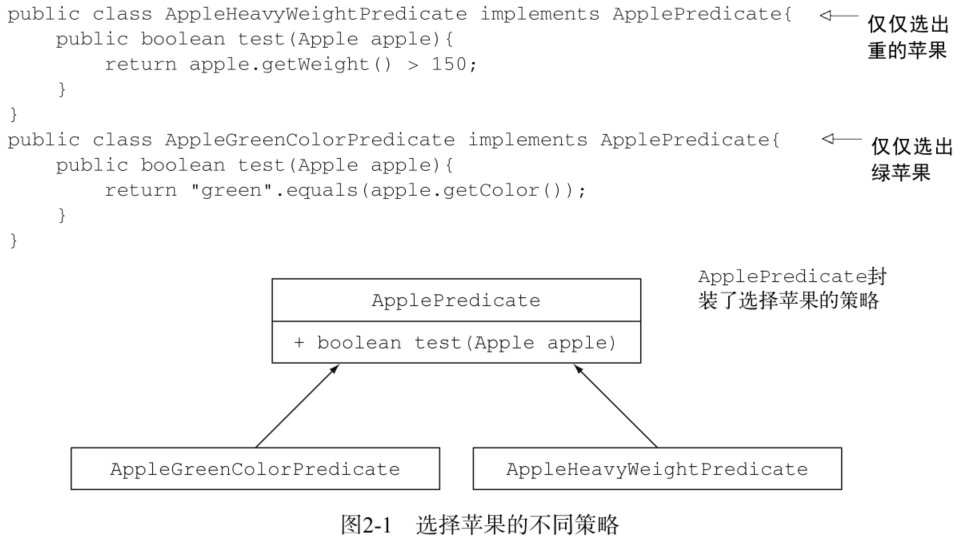 public class AppleHeavyWeightPredicate implements ApplePredicate{
仅仅选出
重的苹果
    public boolean test(Apple apple){
        return apple.getWeight() > 150;
    }
}
public class AppleGreenColorPredicate implements ApplePredicate{
仅仅选出
绿苹果
    public boolean test(Apple apple){
        return "green".equals(apple.getColor());
    }
}
ApplePredicate封
装了选择苹果的策略
ApplePredicate
+ boolean test(Apple apple)
AppleGreenColorPredicate
AppleHeavyWeightPredicate
图2-1 选择苹果的不同策略